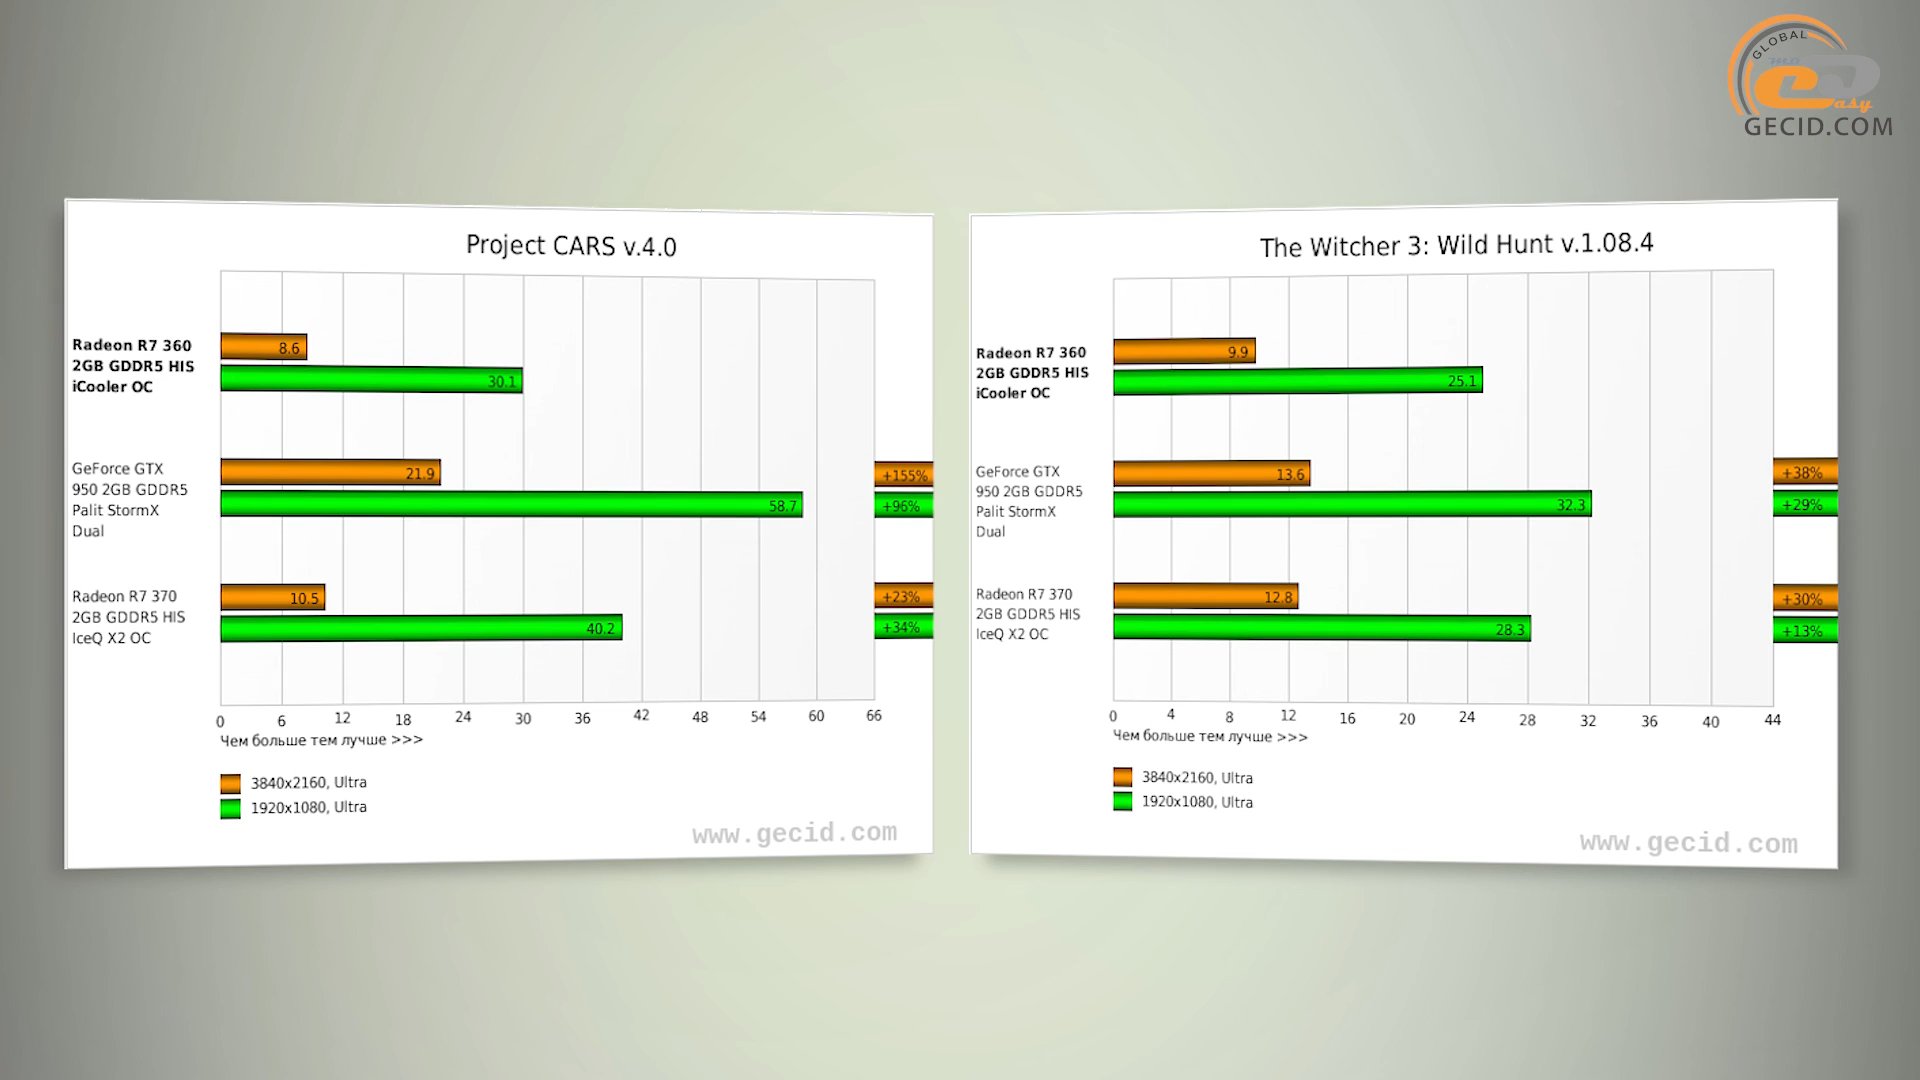 GLOBAL
easy
GECID.COM
Project CARS v.4.0
Radeon R7 360
2GB GDDR5 HIS
iCooler OC
8.6
30.1
GeForce GTX
950 2GB GDDR5
Palit StormX
Dual
21.9
58.7
+155%
+96%
Radeon R7 370
2GB GDDR5 HIS
IceQ X2 OC
10.5
40.2
+23%
+34%
0 6 12 18 24 30 36 42 48 54 60 66
Чем больше тем лучше >>>
3840x2160, Ultra
1920x1080, Ultra
www.gecid.com
The Witcher 3: Wild Hunt v.1.08.4
Radeon R7 360
2GB GDDR5 HIS
iCooler OC
9.9
25.1
GeForce GTX
950 2GB GDDR5
Palit StormX
Dual
13.6
32.3
+38%
+29%
Radeon R7 370
2GB GDDR5 HIS
IceQ X2 OC
12.8
28.3
+30%
+13%
0 4 8 12 16 20 24 28 32 36 40 44
Чем больше тем лучше >>>
3840x2160, Ultra
1920x1080, Ultra
www.gecid.com